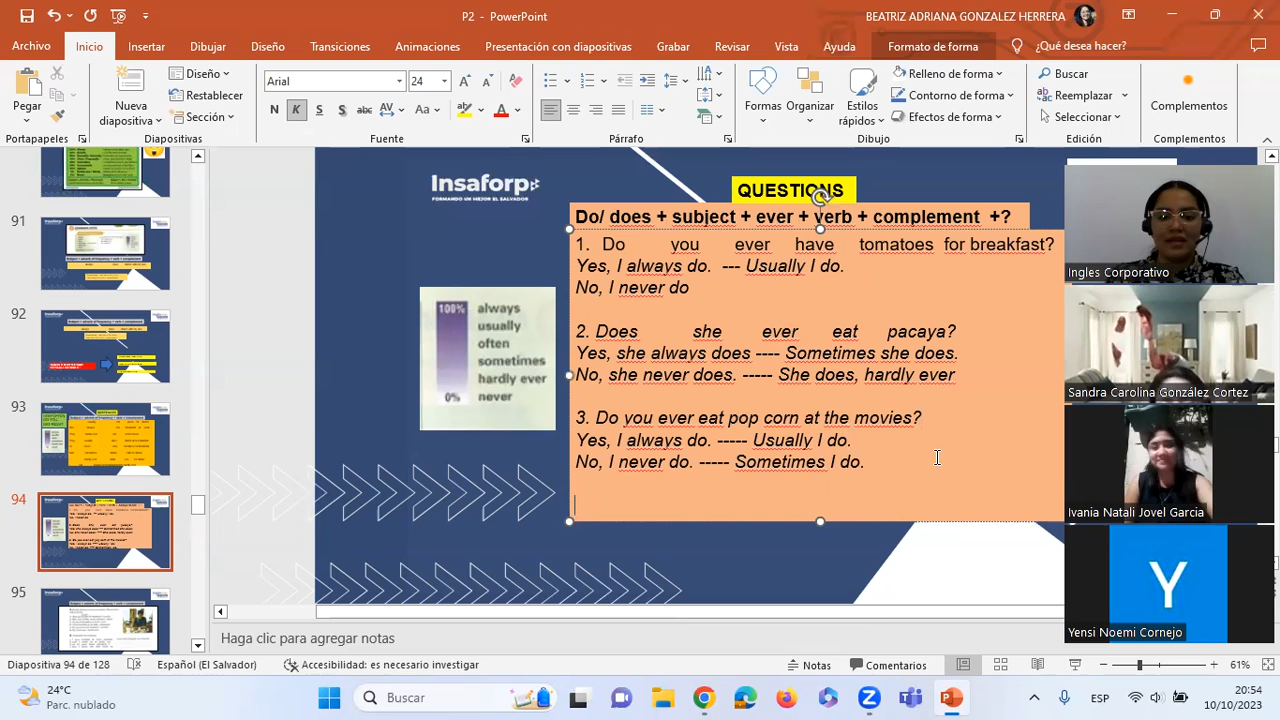 P2 - PowerPoint
BEATRIZ ADRIANA GONZALEZ HERRERA
Archivo Inicio Insertar Dibujar Diseño Transiciones Animaciones Presentación con diapositivas Grabar Revisar Vista Ayuda Formato de forma ¿Qué desea hacer?
Pegar
Portapapeles
Nueva
diapositiva
Diseño
Restablecer
Sección
Diapositivas
Arial 24
N K S S abc AV Aa A
Fuente
Párrafo
Formas
Organizar
Estilos
rápidos
Relleno de forma
Contorno de forma
Efectos de forma
Dibujo
Buscar
Reemplazar
Seleccionar
Edición
Complementos
Complem...
91
92
93
94
95
Insaforp
FORMANDO UN MEJOR EL SALVADOR
QUESTIONS
Do/ does + subject + ever + verb + complement +?
1. Do you ever have tomatoes for breakfast?
Yes, I always do. --- Usually I do.
No, I never do
2. Does she ever eat pacaya?
Yes, she always does ---- Sometimes she does.
No, she never does. ----- She does, hardly ever
3. Do you ever eat pop corn at the movies?
Yes, I always do. ----- Usually I do.
No, I never do. ----- Sometimes I do.
100% always
usually
often
sometimes
hardly ever
0% never
Ingles Corporativo
Sandra Carolina González Cortez
Ivania Natali Jovel Garcia
Y
Yensi Noemi Cornejo
Haga clic para agregar notas
Diapositiva 94 de 128 Español (El Salvador) Accesibilidad: es necesario investigar Notas Comentarios 61%
24°C
Parc. nublado
Buscar
ESP
20:54
10/10/2023